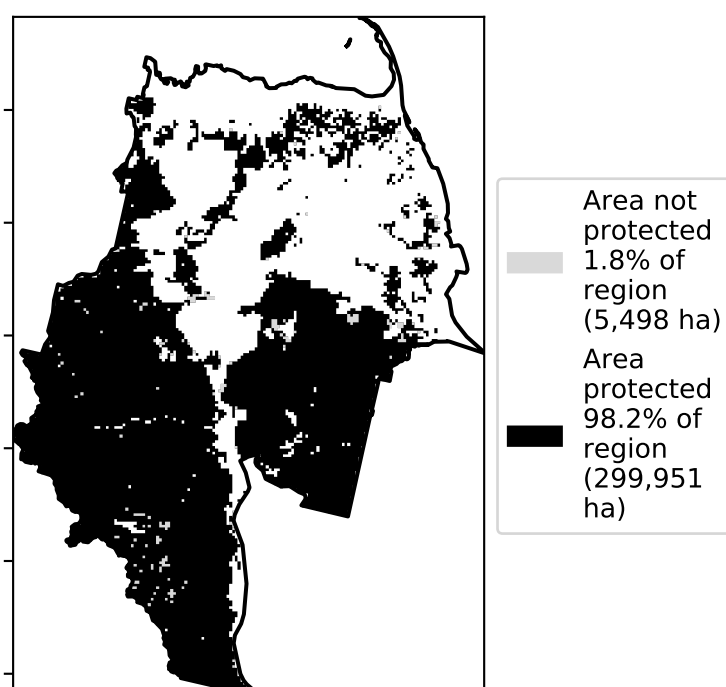 Area not
protected
1.8% of
region
(5,498 ha)
Area
protected
98.2% of
region
(299,951
ha)